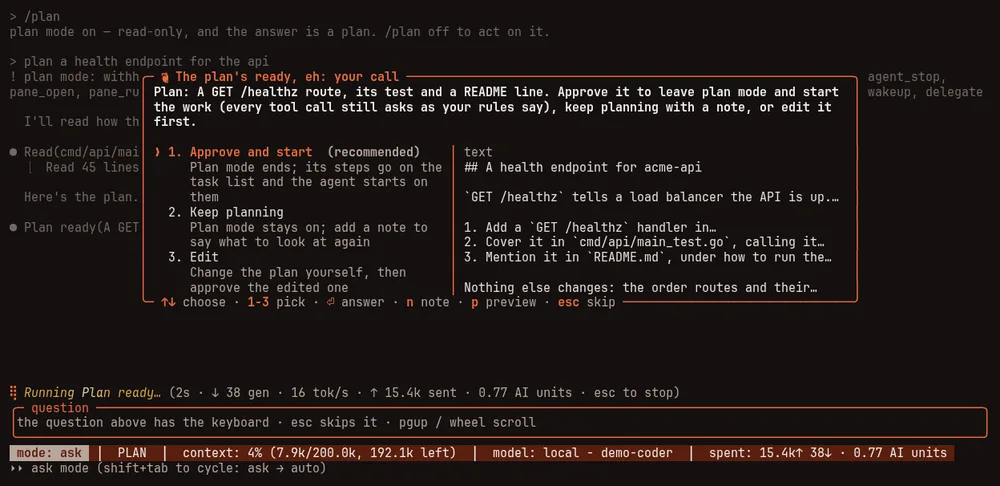 > /plan
plan mode on — read-only, and the answer is a plan. /plan off to act on it.
> plan a health endpoint for the api
! plan mode: withh
agent_stop,
pane_open, pane_ru
wakeup, delegate
I'll read how th
● Read(cmd/api/mai
Read 45 lines
Here's the plan.
● Plan ready(A GET
The plan's ready, eh: your call
Plan: A GET /healthz route, its test and a README line. Approve it to leave plan mode and start
the work (every tool call still asks as your rules say), keep planning with a note, or edit it
first.
❯ 1. Approve and start (recommended)
Plan mode ends; its steps go on the
task list and the agent starts on
them
2. Keep planning
Plan mode stays on; add a note to
say what to look at again
3. Edit
Change the plan yourself, then
approve the edited one
text
## A health endpoint for acme-api
`GET /healthz` tells a load balancer the API is up.…
1. Add a `GET /healthz` handler in…
2. Cover it in `cmd/api/main_test.go`, calling it…
3. Mention it in `README.md`, under how to run the…
Nothing else changes: the order routes and their…
↑↓ choose · 1-3 pick · ⏎ answer · n note · p preview · esc skip
Running Plan ready… (2s · ↓ 38 gen · 16 tok/s · ↑ 15.4k sent · 0.77 AI units · esc to stop)
question
the question above has the keyboard · esc skips it · pgup / wheel scroll
mode: ask | PLAN | context: 4% (7.9k/200.0k, 192.1k left) | model: local - demo-coder | spent: 15.4k↑ 38↓ · 0.77 AI units
▸▸ ask mode (shift+tab to cycle: ask → auto)